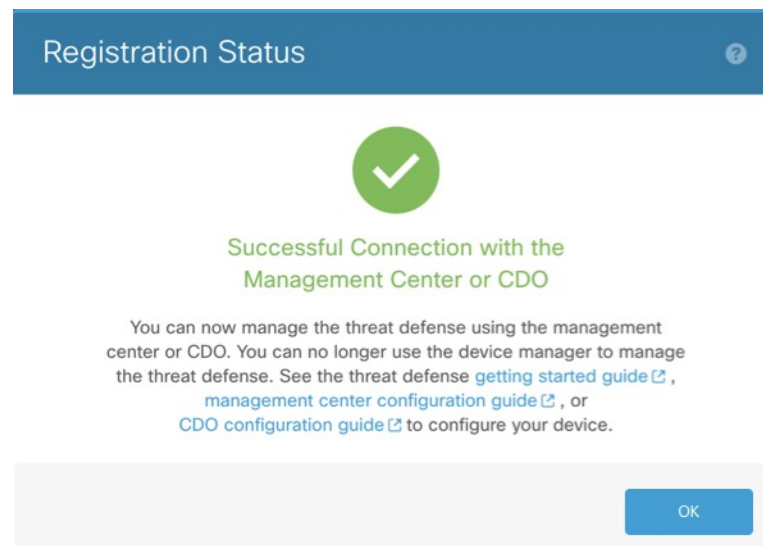 Registration Status
Successful Connection with the
Management Center or CDO
You can now manage the threat defense using the management
center or CDO. You can no longer use the device manager to manage
the threat defense. See the threat defense getting started guide ,
management center configuration guide , or
CDO configuration guide to configure your device.
OK